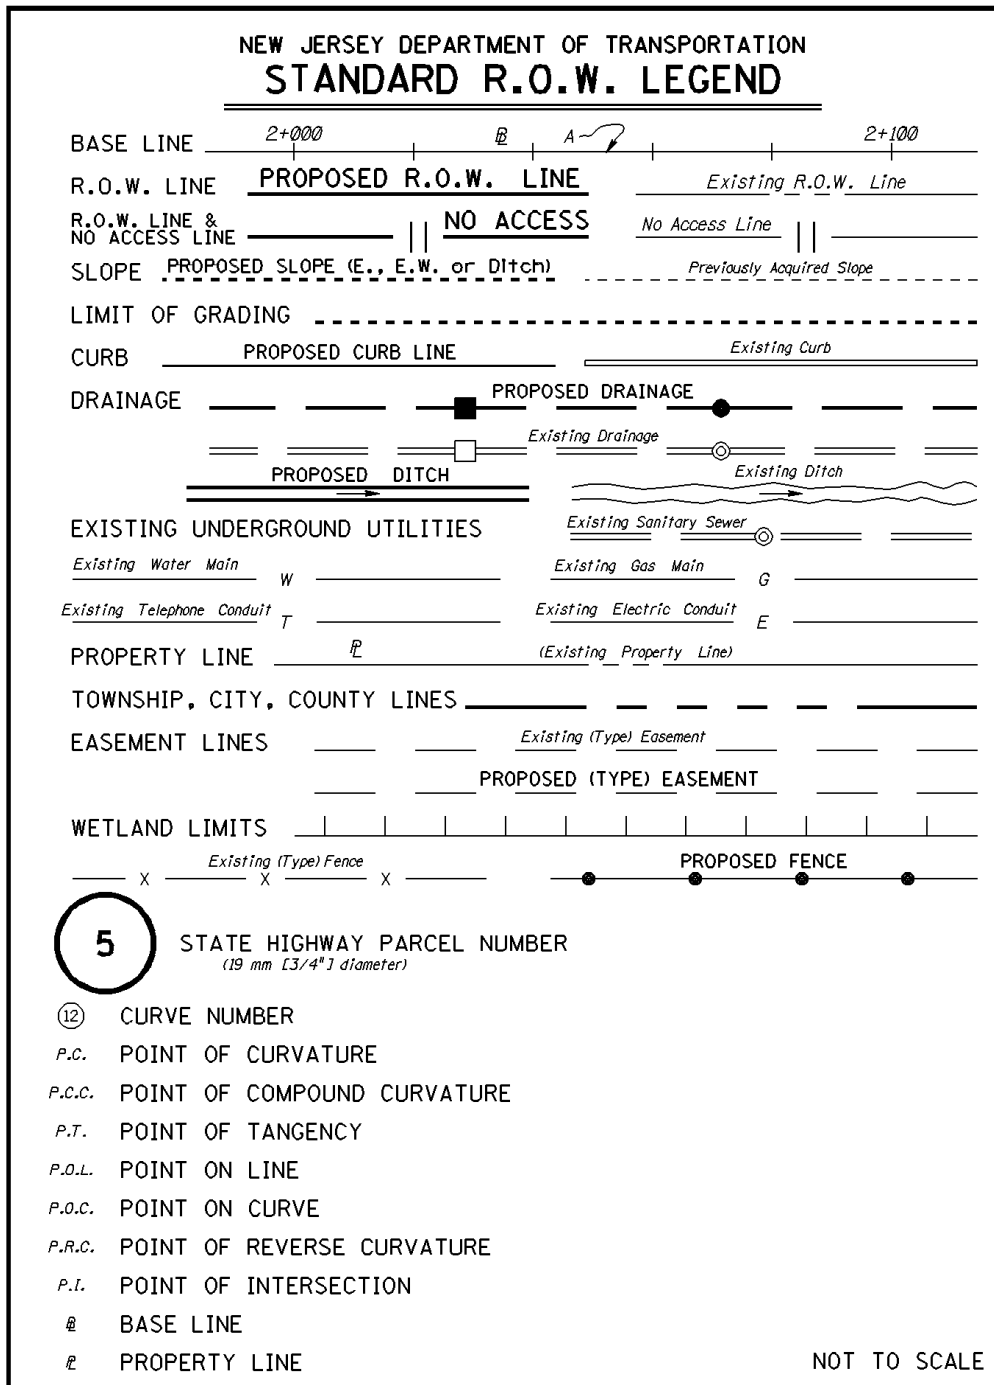 NEW JERSEY DEPARTMENT OF TRANSPORTATION
STANDARD R.O.W. LEGEND
BASE LINE 2+000 BL A 2+100
R.O.W. LINE PROPOSED R.O.W. LINE Existing R.O.W. Line
R.O.W. LINE &
NO ACCESS LINE NO ACCESS No Access Line
SLOPE PROPOSED SLOPE (E., E.W. or Ditch) Previously Acquired Slope
LIMIT OF GRADING
CURB PROPOSED CURB LINE Existing Curb
DRAINAGE PROPOSED DRAINAGE
Existing Drainage
PROPOSED DITCH Existing Ditch
EXISTING UNDERGROUND UTILITIES Existing Sanitary Sewer
Existing Water Main W Existing Gas Main G
Existing Telephone Conduit T Existing Electric Conduit E
PROPERTY LINE PL (Existing Property Line)
TOWNSHIP, CITY, COUNTY LINES
EASEMENT LINES Existing (Type) Easement
PROPOSED (TYPE) EASEMENT
WETLAND LIMITS
Existing (Type) Fence PROPOSED FENCE
X X X
5 STATE HIGHWAY PARCEL NUMBER
(19 mm [3/4"] diameter)
12 CURVE NUMBER
P.C. POINT OF CURVATURE
P.C.C. POINT OF COMPOUND CURVATURE
P.T. POINT OF TANGENCY
P.O.L. POINT ON LINE
P.O.C. POINT ON CURVE
P.R.C. POINT OF REVERSE CURVATURE
P.I. POINT OF INTERSECTION
BL BASE LINE
PL PROPERTY LINE
NOT TO SCALE